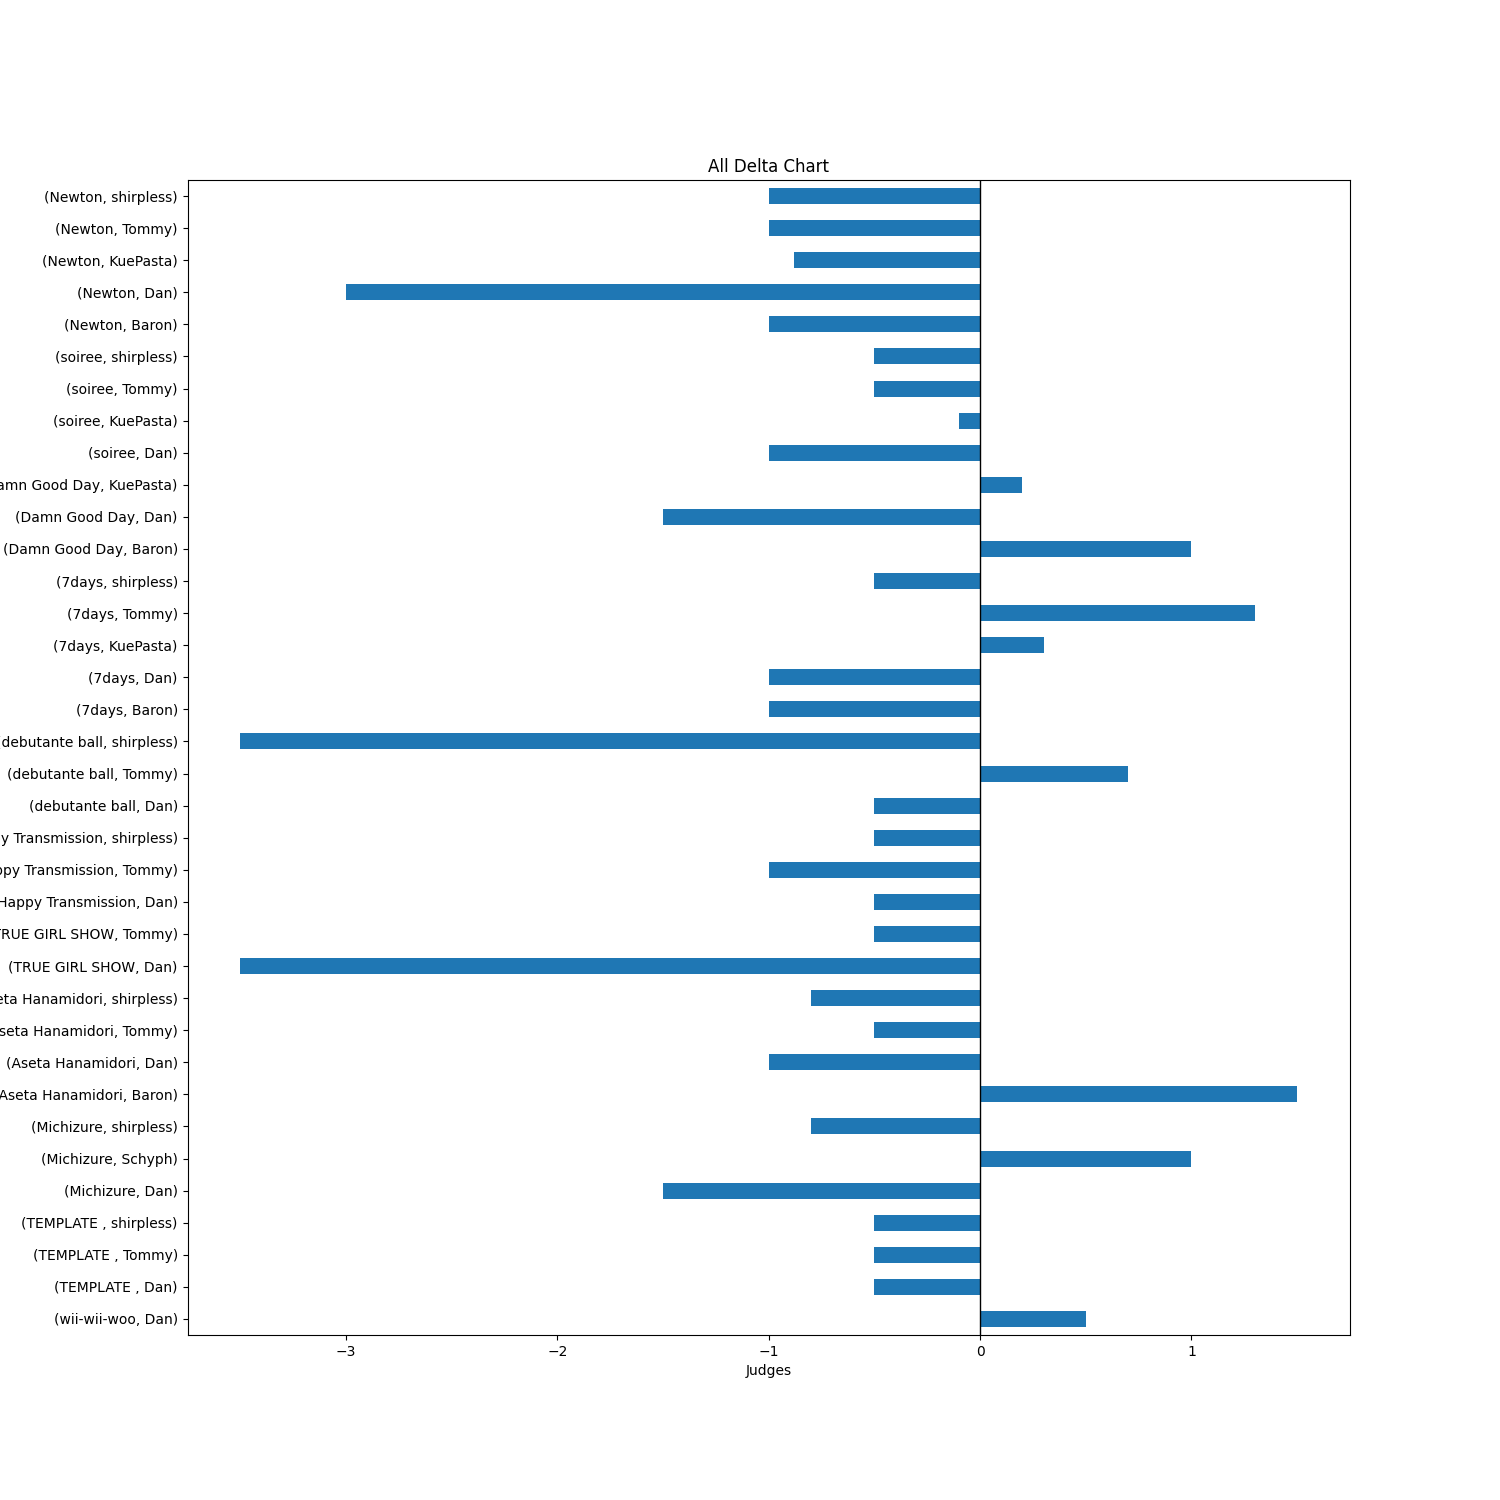 All Delta Chart
(Newton, shirpless)
(Newton, Tommy)
(Newton, KuePasta)
(Newton, Dan)
(Newton, Baron)
(soiree, shirpless)
(soiree, Tommy)
(soiree, KuePasta)
(soiree, Dan)
Good Day, KuePasta)
(Damn Good Day, Dan)
(Damn Good Day, Baron)
(7days, shirpless)
(7days, Tommy)
(7days, KuePasta)
(7days, Dan)
(7days, Baron)
debutante ball, shirpless)
(debutante ball, Tommy)
(debutante ball, Dan)
Transmission, shirpless)
Transmission, Tommy)
Happy Transmission, Dan)
GIRL SHOW, Tommy)
(TRUE GIRL SHOW, Dan)
Hanamidori, shirpless)
Hanamidori, Tommy)
(Aseta Hanamidori, Dan)
Aseta Hanamidori, Baron)
(Michizure, shirpless)
(Michizure, Schyph)
(Michizure, Dan)
(TEMPLATE , shirpless)
(TEMPLATE , Tommy)
(TEMPLATE , Dan)
(wii-wii-woo, Dan)
−3 −2 −1 0 1
Judges